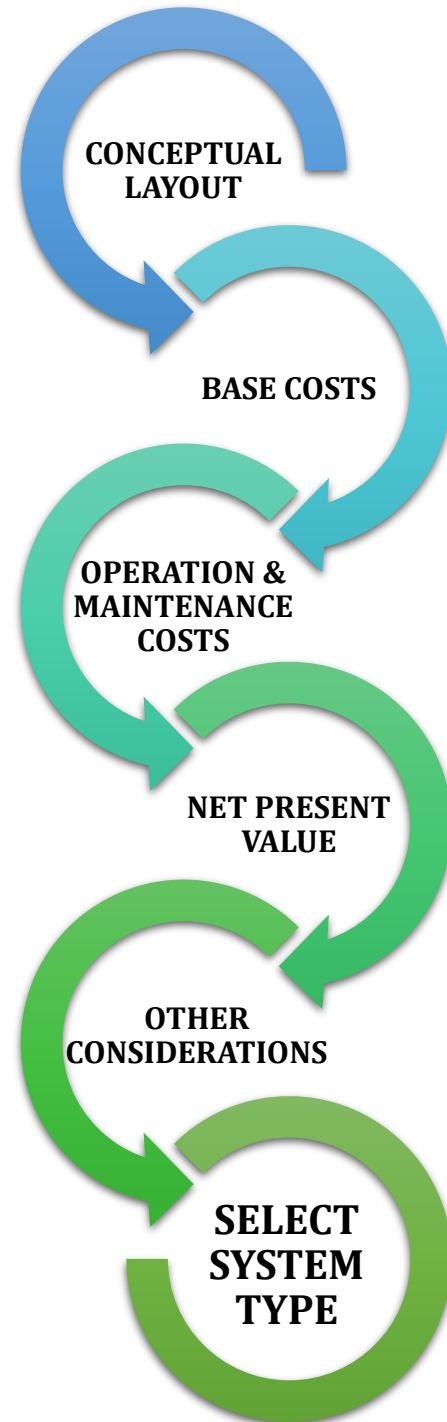 CONCEPTUAL
LAYOUT
BASE COSTS
OPERATION &
MAINTENANCE
COSTS
NET PRESENT
VALUE
OTHER
CONSIDERATIONS
SELECT
SYSTEM
TYPE